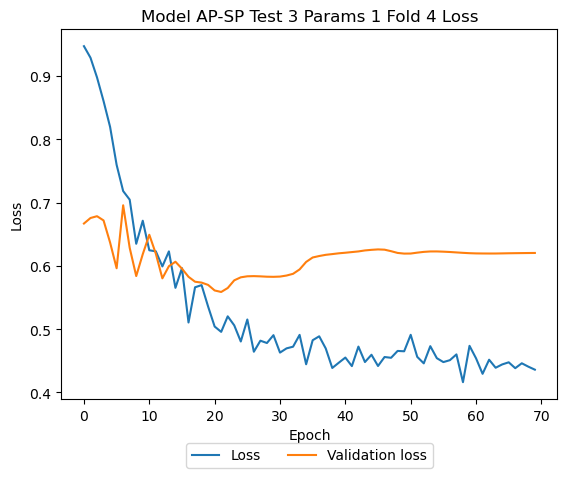 Model AP-SP Test 3 Params 1 Fold 4 Loss
Loss
0.9
0.8
0.7
0.6
0.5
0.4
0 10 20 30 40 50 60 70
Epoch
Loss Validation loss